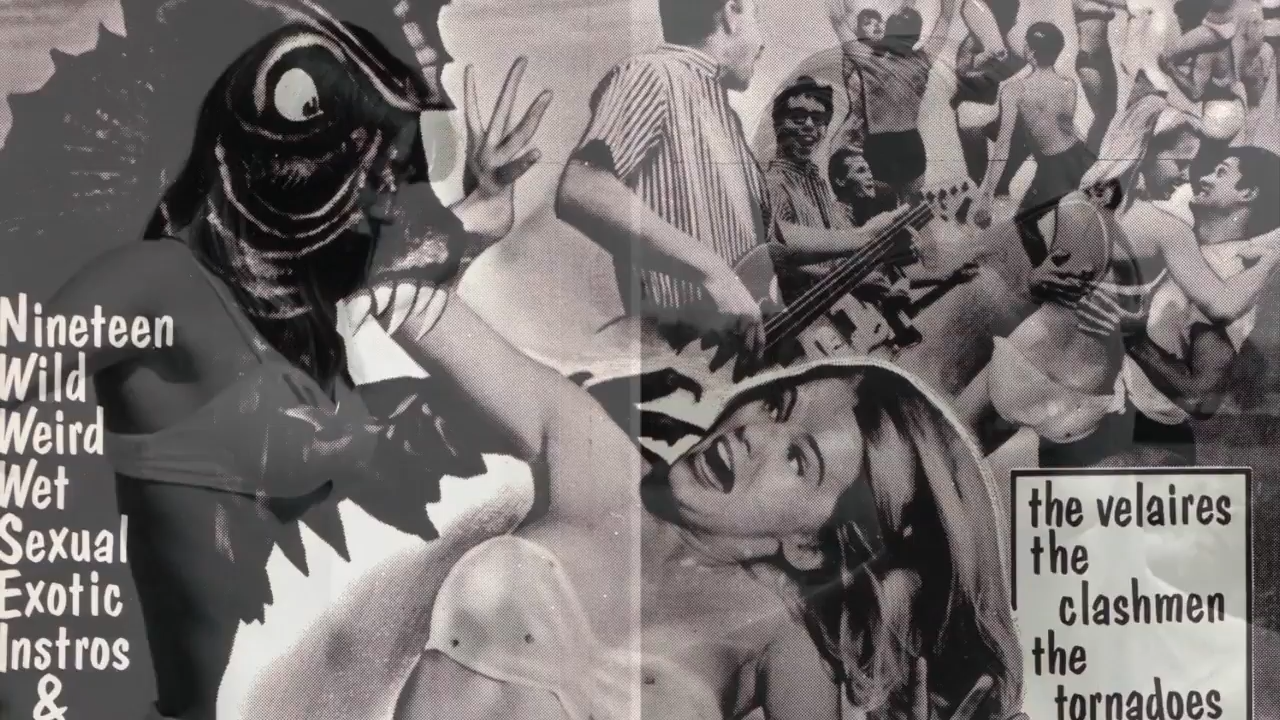 Nineteen
Wild
Weird
Wet
Sexual
Exotic
Instros
&
the velaires
the
clashmen
the
tornadoes